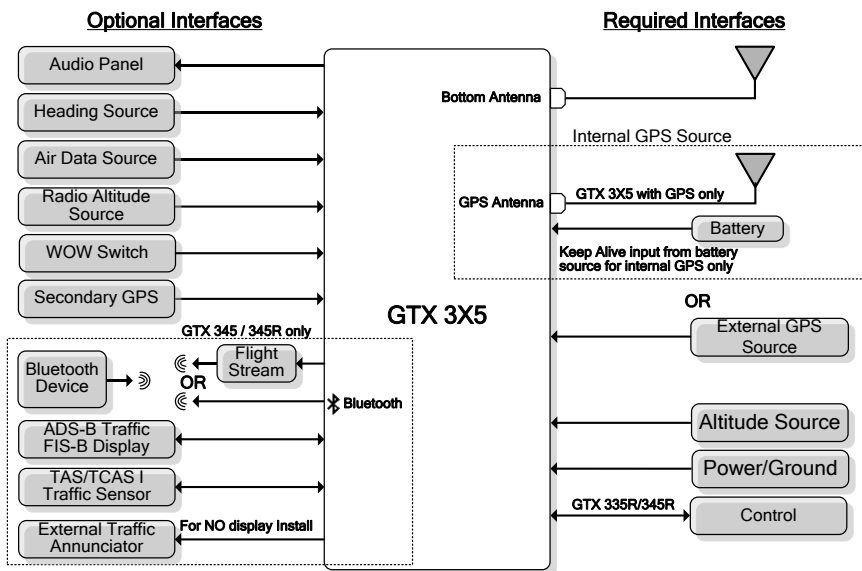 Optional Interfaces
Required Interfaces
Audio Panel
Heading Source
Air Data Source
Radio Altitude
Source
WOW Switch
Secondary GPS
GTX 345 / 345R only
Bluetooth
Device
Flight
Stream
OR
Bluetooth
ADS-B Traffic
FIS-B Display
TAS/TCAS I
Traffic Sensor
External Traffic
Annunciator
For NO display Install
GTX 3X5
Bottom Antenna
Internal GPS Source
GPS Antenna
GTX 3X5 with GPS only
Battery
Keep Alive input from battery
source for internal GPS only
OR
External GPS
Source
Altitude Source
Power/Ground
GTX 335R/345R
Control